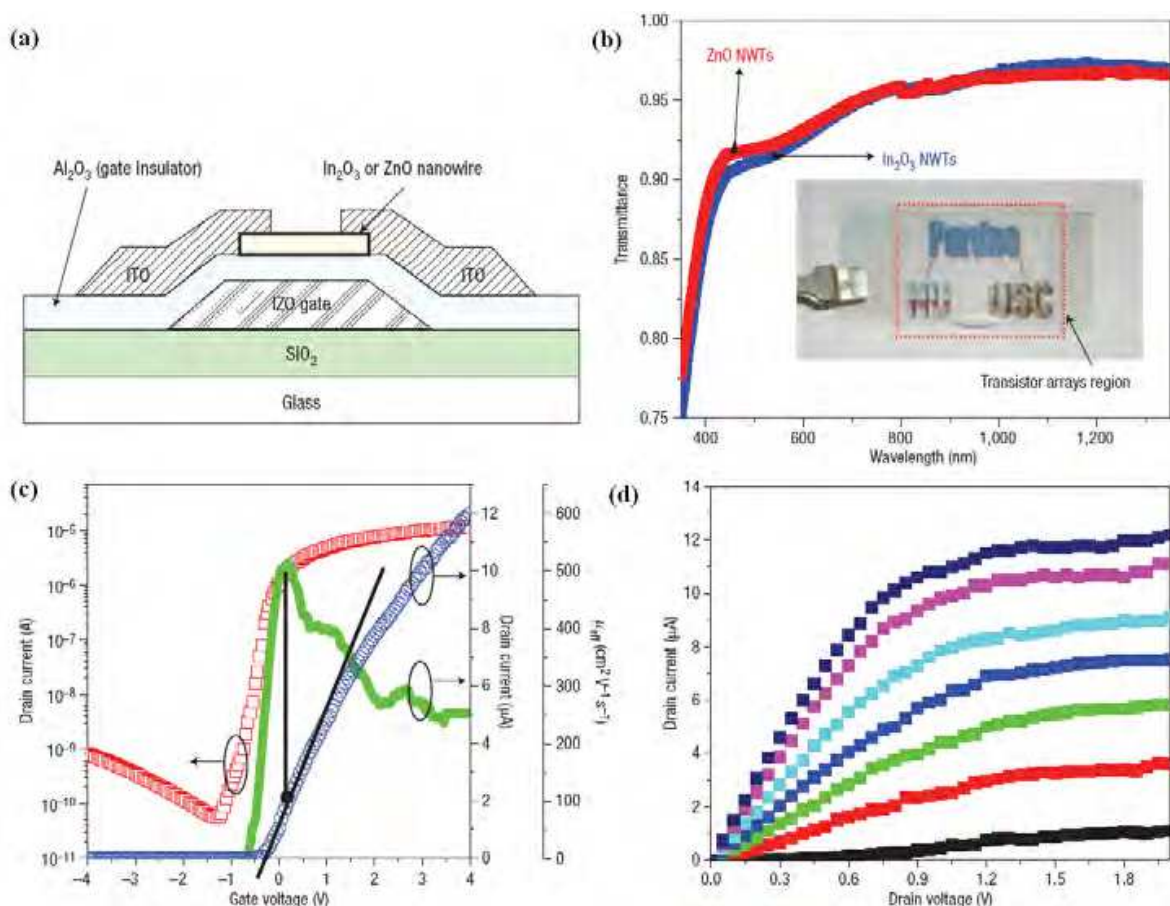 (a)
Al₂O₃ (gate Insulator)
In₂O₃ or ZnO nanowire
ITO
ITO
IZO gate
SiO₂
Glass
(b)
1.00
0.95
0.90
0.85
0.80
0.75
Transmittance
ZnO NWTs
In₂O₃ NWTs
Purdue
USC
Transistor arrays region
400
600
800
1,000
1,200
Wavelength (nm)
(c)
10⁻⁵
10⁻⁶
10⁻⁷
10⁻⁸
10⁻⁹
10⁻¹⁰
10⁻¹¹
Drain current (A)
12
10
8
6
4
2
0
Drain current (μA)
600
500
400
300
200
100
0
(cm² V⁻¹ s⁻¹)
−4
−3
−2
−1
0
1
2
3
4
Gate voltage (V)
(d)
14
12
10
8
6
4
2
0
Drain current (μA)
0.0
0.3
0.6
0.9
1.2
1.5
1.8
Drain voltage (V)